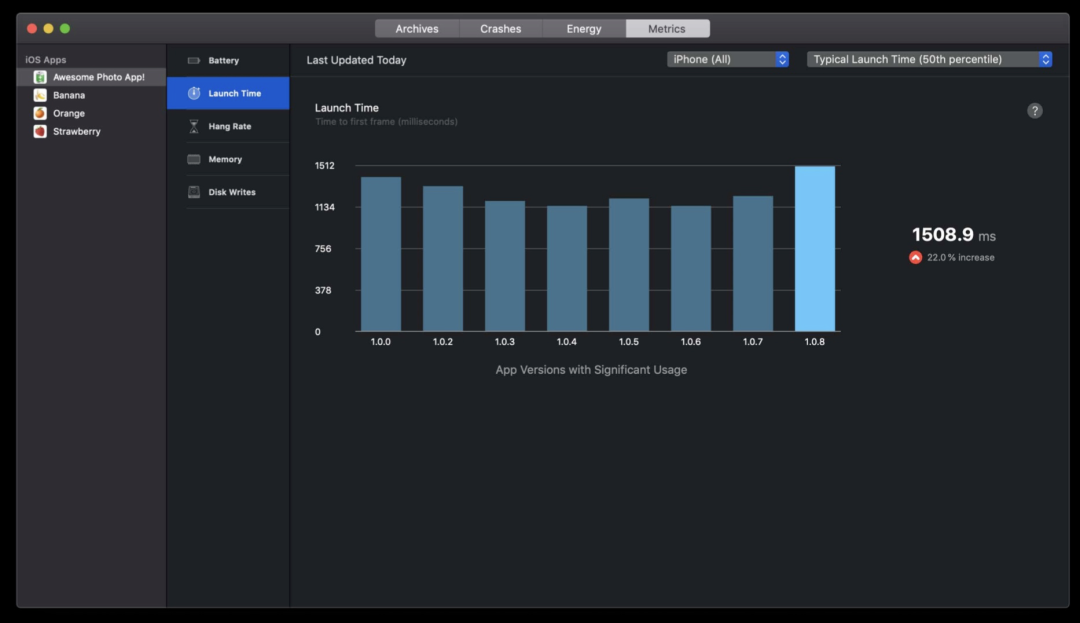 Archives Crashes Energy Metrics
iOS Apps
Awesome Photo App!
Banana
Orange
Strawberry
Battery
Launch Time
Hang Rate
Memory
Disk Writes
Last Updated Today
iPhone (All)
Typical Launch Time (50th percentile)
Launch Time
Time to first frame (milliseconds)
?
1512
1134
756
378
0
1.0.0 1.0.2 1.0.3 1.0.4 1.0.5 1.0.6 1.0.7 1.0.8
App Versions with Significant Usage
1508.9 ms
22.0 % increase